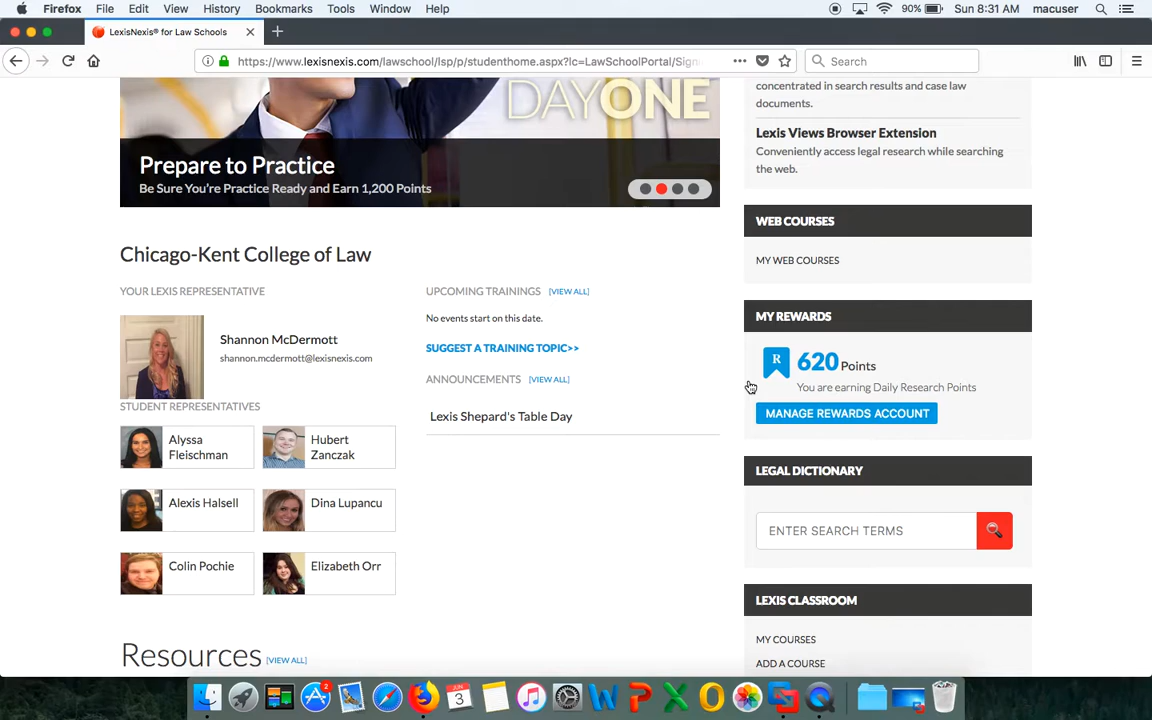 Firefox File Edit View History Bookmarks Tools Window Help 90% Sun 8:31 AM macuser
LexisNexis® for Law Schools
https://www.lexisnexis.com/lawschool/lsp/p/studenthome.aspx?lc=LawSchoolPortal/Sign Search
concentrated in search results and case law
documents.
Lexis Views Browser Extension
Conveniently access legal research while searching
the web.
DAYONE
Prepare to Practice
Be Sure You're Practice Ready and Earn 1,200 Points
WEB COURSES
MY WEB COURSES
Chicago-Kent College of Law
YOUR LEXIS REPRESENTATIVE
Shannon McDermott
shannon.mcdermott@lexisnexis.com
STUDENT REPRESENTATIVES
Alyssa
Fleischman
Hubert
Zanczak
Alexis Halsell
Dina Lupancu
Colin Pochie
Elizabeth Orr
UPCOMING TRAININGS [VIEW ALL]
No events start on this date.
SUGGEST A TRAINING TOPIC>>
ANNOUNCEMENTS [VIEW ALL]
Lexis Shepard's Table Day
MY REWARDS
R
620 Points
You are earning Daily Research Points
MANAGE REWARDS ACCOUNT
LEGAL DICTIONARY
ENTER SEARCH TERMS
LEXIS CLASSROOM
MY COURSES
ADD A COURSE
Resources [VIEW ALL]
2
JUN
3
W P X O